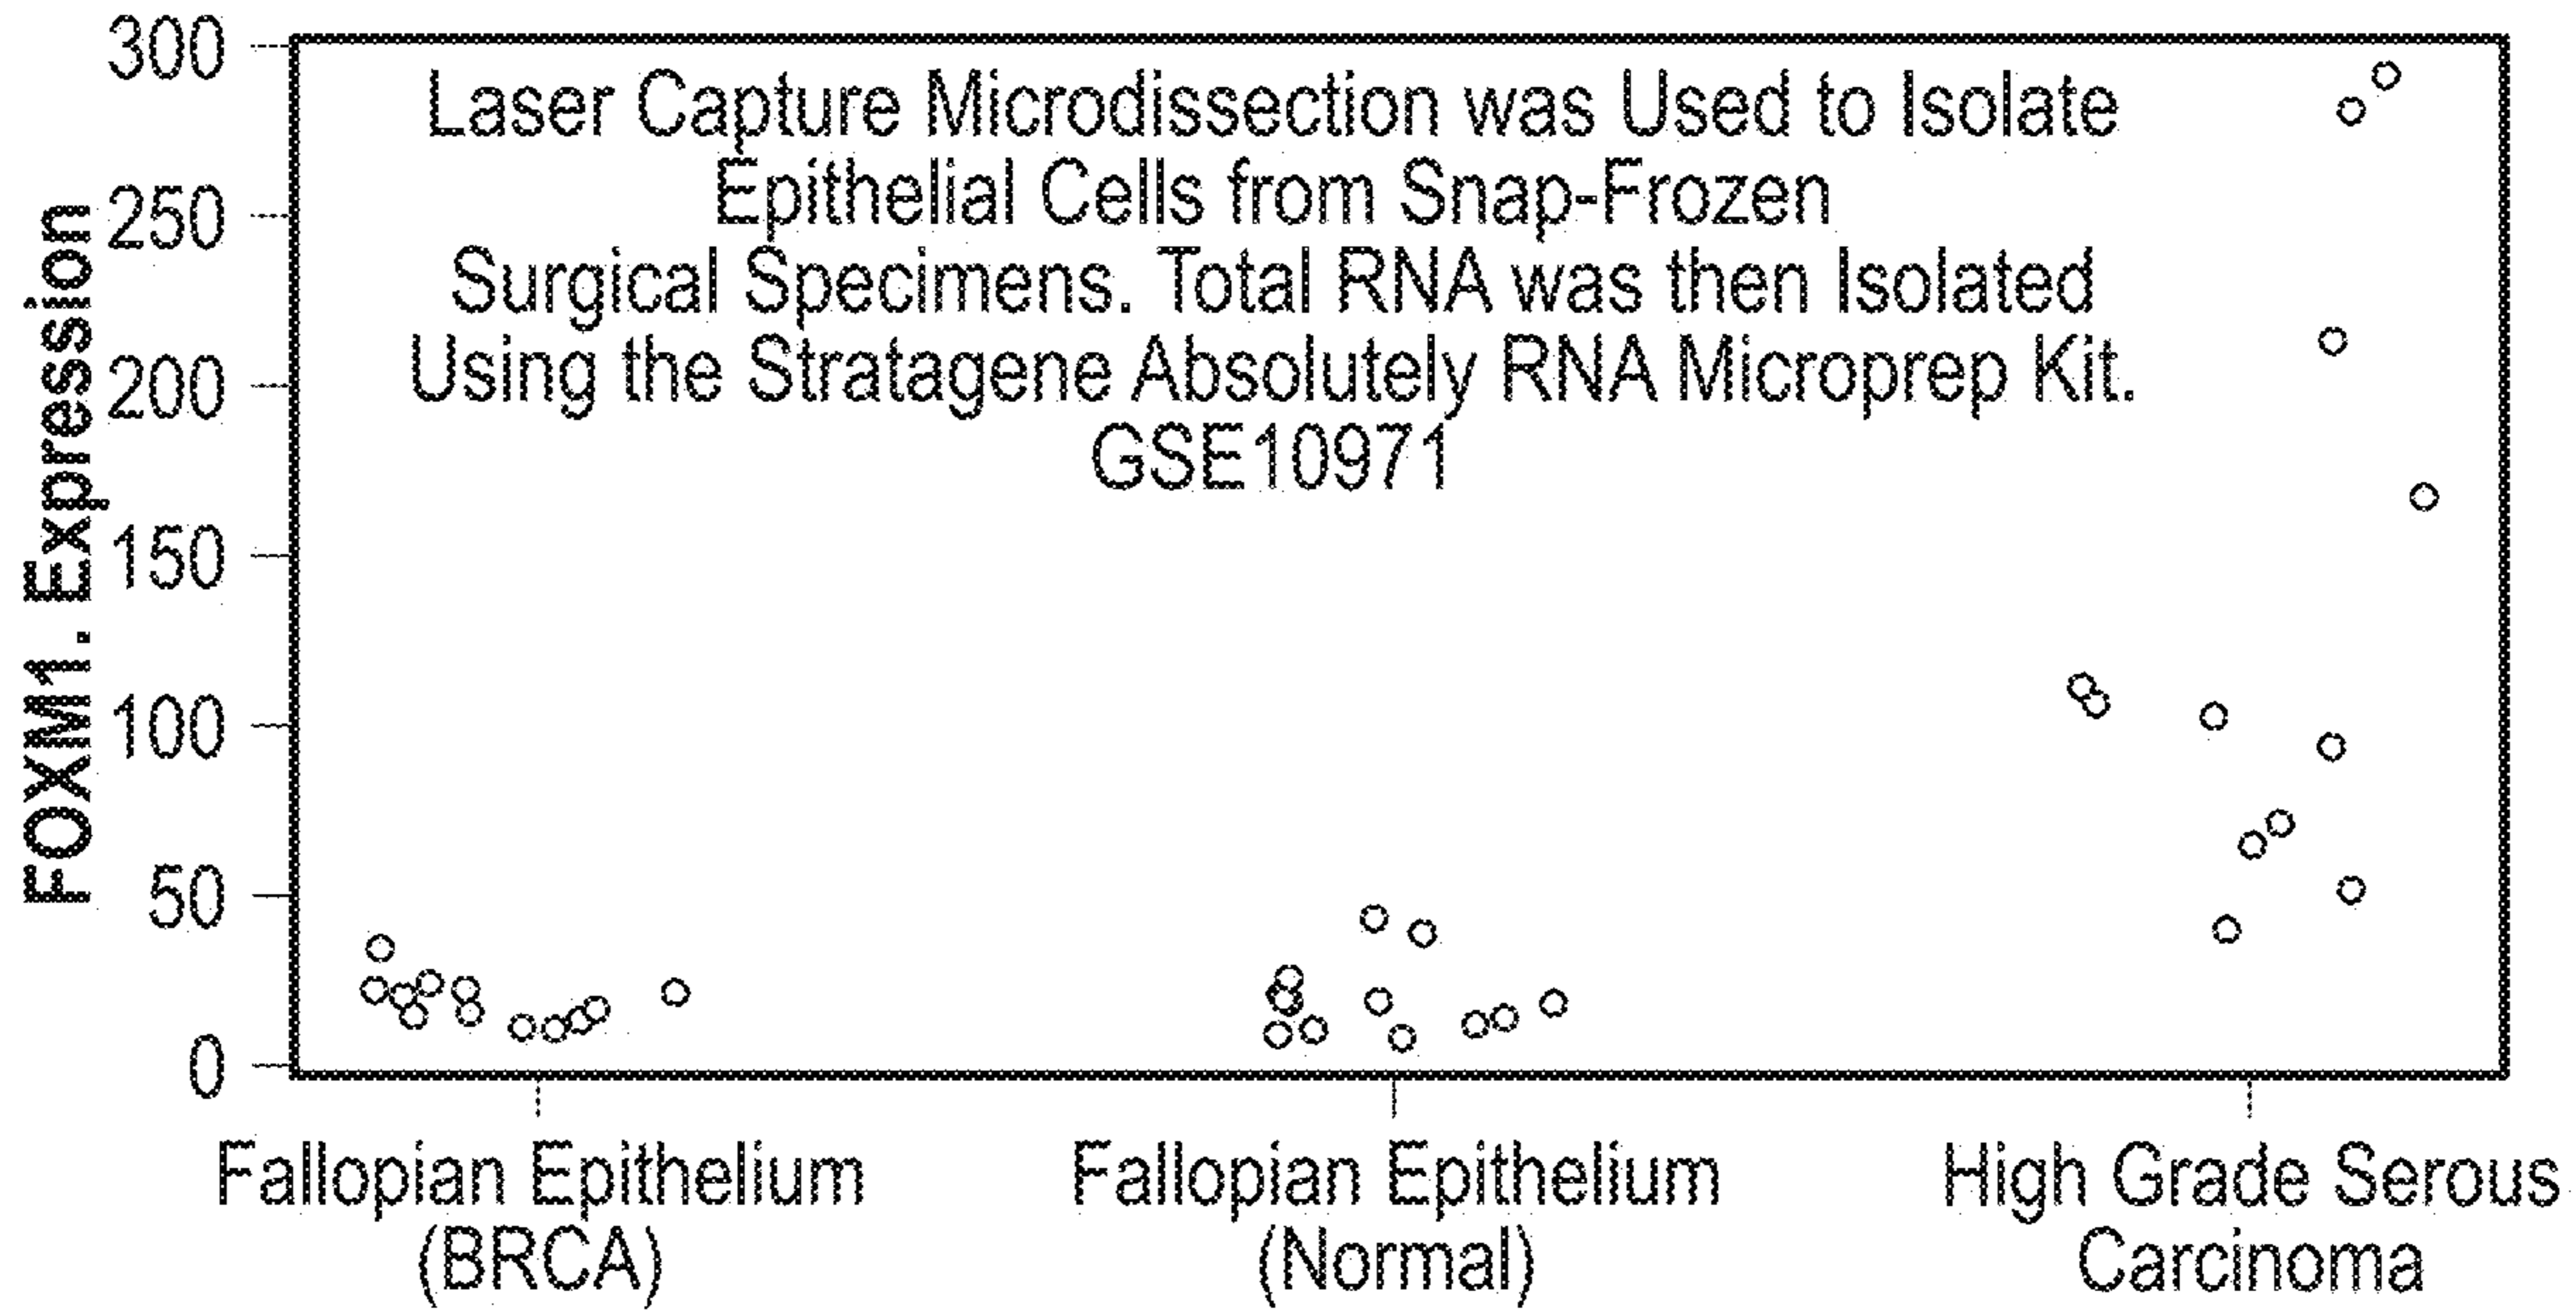 300
250
200
150
100
50
0
FOXM1. Expression
Laser Capture Microdissection was Used to Isolate
Epithelial Cells from Snap-Frozen
Surgical Specimens. Total RNA was then Isolated
Using the Stratagene Absolutely RNA Microprep Kit.
GSE10971
Fallopian Epithelium
(BRCA)
Fallopian Epithelium
(Normal)
High Grade Serous
Carcinoma